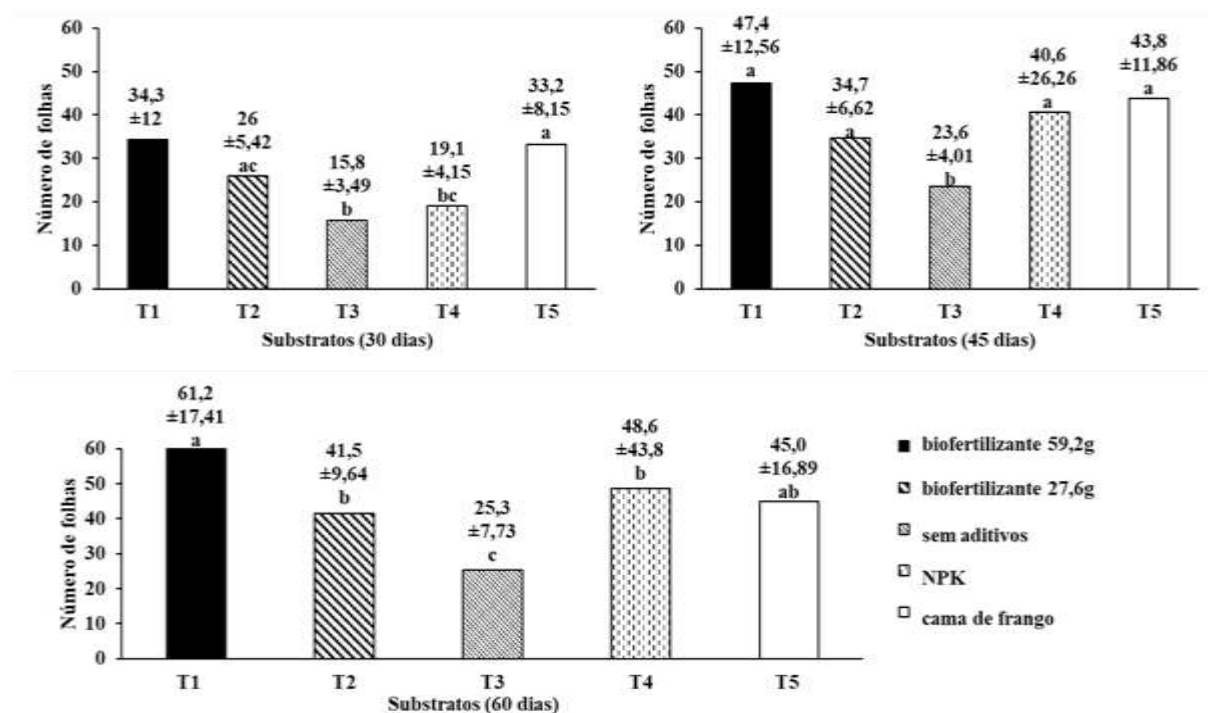 Número de folhas
60
50
40
30
20
10
0
34,3
±12
26
±5,42
ac
15,8
±3,49
b
19,1
±4,15
bc
33,2
±8,15
a
T1 T2 T3 T4 T5
Substratos (30 dias)
Número de folhas
60
50
40
30
20
10
0
47,4
±12,56
a
34,7
±6,62
a
23,6
±4,01
b
40,6
±26,26
a
43,8
±11,86
a
T1 T2 T3 T4 T5
Substratos (45 dias)
Número de folhas
60
50
40
30
20
10
0
61,2
±17,41
a
41,5
±9,64
b
25,3
±7,73
c
48,6
±43,8
b
45,0
±16,89
ab
T1 T2 T3 T4 T5
Substratos (60 dias)
biofertilizante 59,2g
biofertilizante 27,6g
sem aditivos
NPK
cama de frango